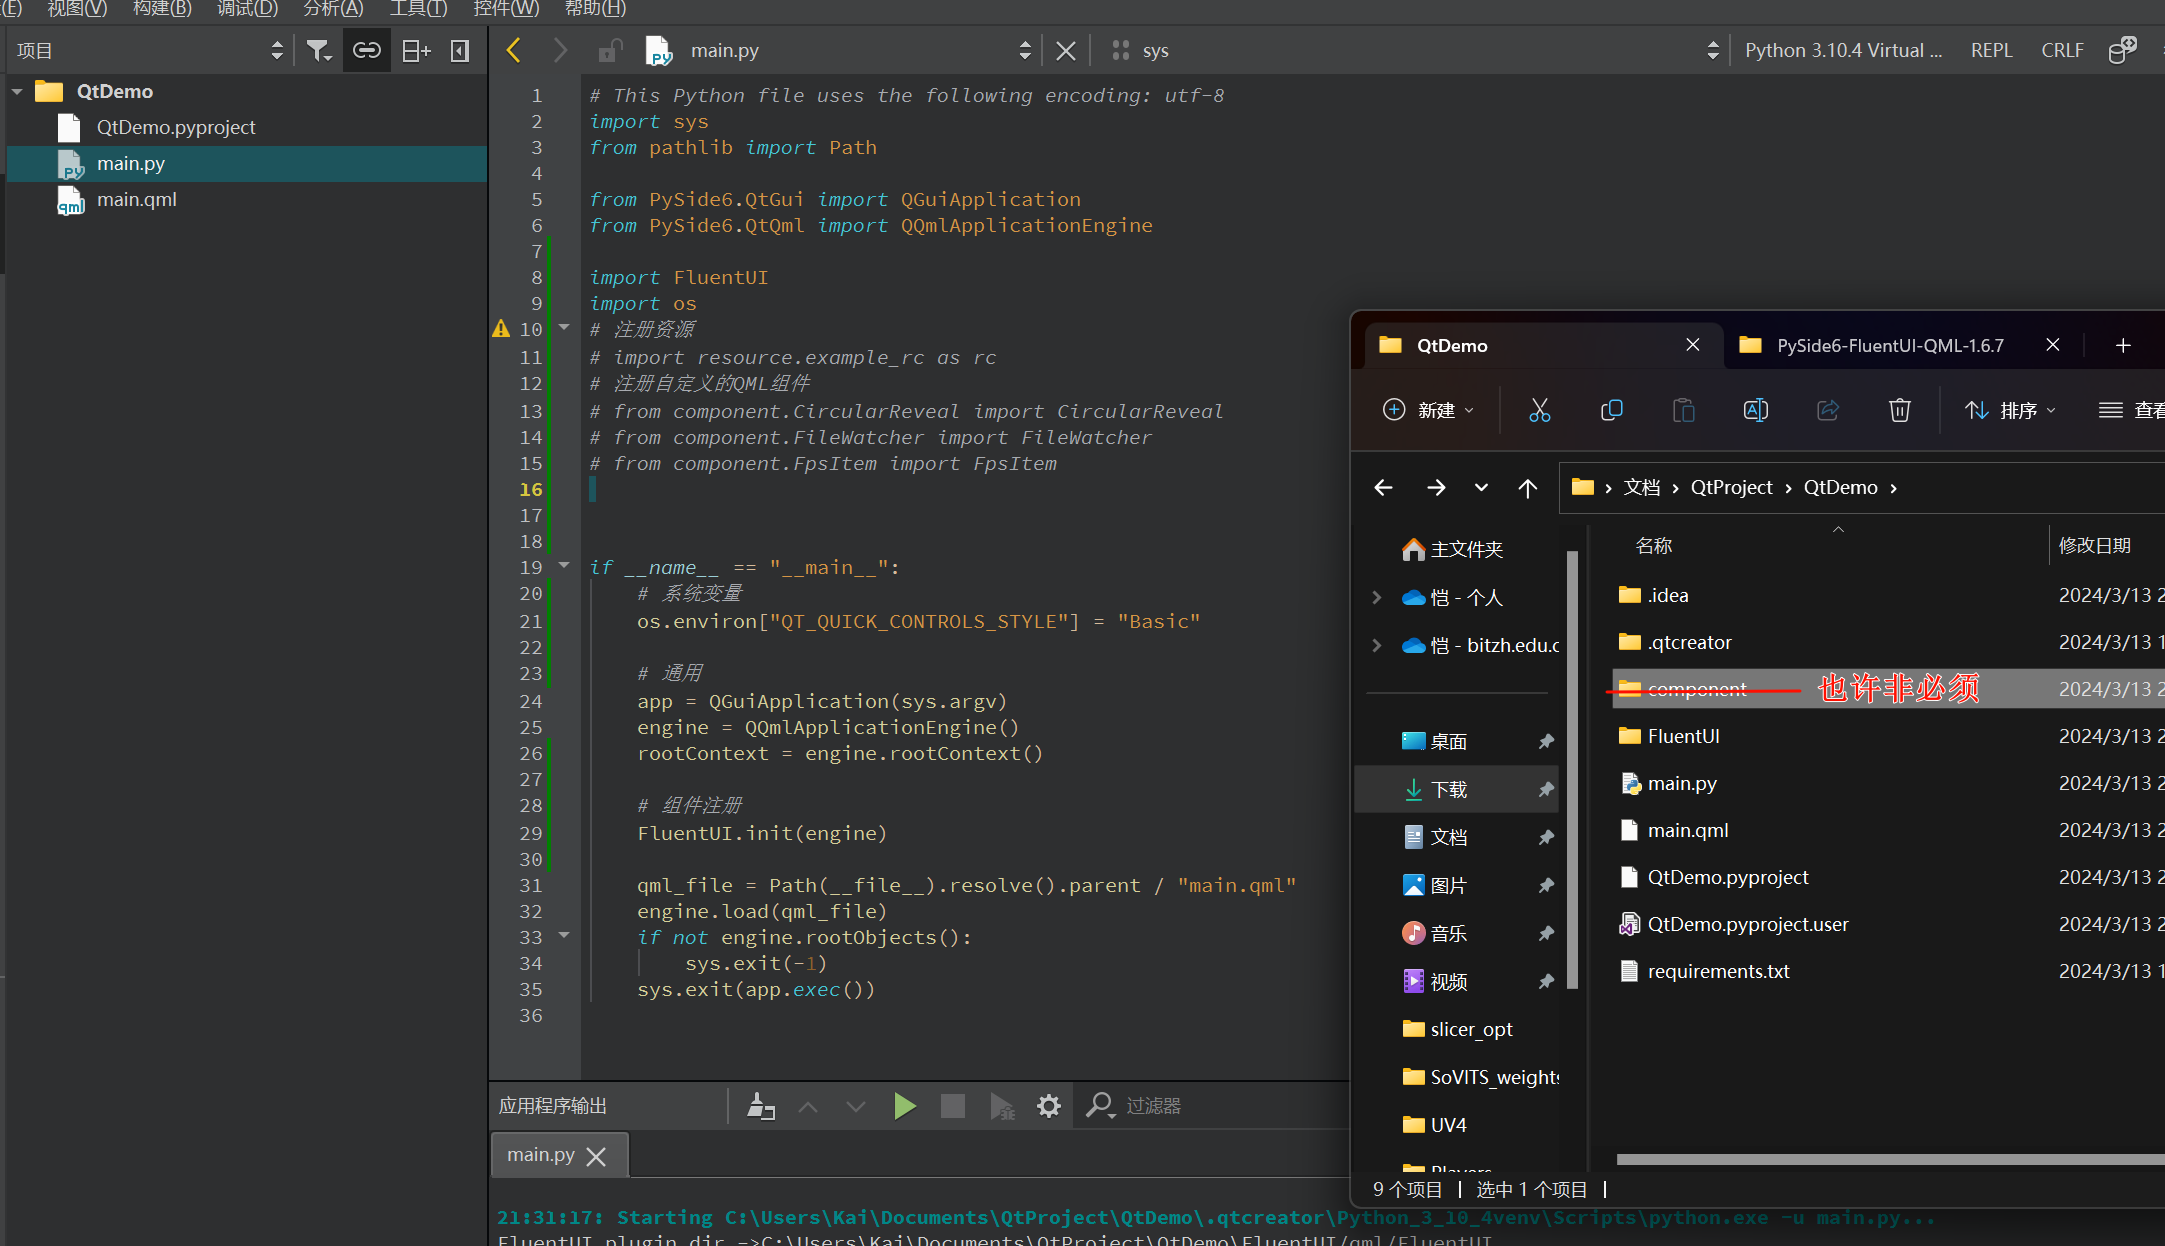 (E) 视图(V) 构建(B) 调试(D) 分析(A) 工具(T) 控件(W) 帮助(H)
项目
main.py
sys
Python 3.10.4 Virtual ...
REPL
CRLF
QtDemo
QtDemo.pyproject
main.py
main.qml
1 # This Python file uses the following encoding: utf-8
2 import sys
3 from pathlib import Path
4
5 from PySide6.QtGui import QGuiApplication
6 from PySide6.QtQml import QQmlApplicationEngine
7
8 import FluentUI
9 import os
10 # 注册资源
11 # import resource.example_rc as rc
12 # 注册自定义的QML组件
13 # from component.CircularReveal import CircularReveal
14 # from component.FileWatcher import FileWatcher
15 # from component.FpsItem import FpsItem
16
17
18
19 if __name__ == "__main__":
20 # 系统变量
21 os.environ["QT_QUICK_CONTROLS_STYLE"] = "Basic"
22
23 # 通用
24 app = QGuiApplication(sys.argv)
25 engine = QQmlApplicationEngine()
26 rootContext = engine.rootContext()
27
28 # 组件注册
29 FluentUI.init(engine)
30
31 qml_file = Path(__file__).resolve().parent / "main.qml"
32 engine.load(qml_file)
33 if not engine.rootObjects():
34 sys.exit(-1)
35 sys.exit(app.exec())
36
应用程序输出
过滤器
main.py
21:31:17: Starting C:\Users\Kai\Documents\QtProject\QtDemo\.qtcreator\Python_3_10_4venv\Scripts\python.exe -u main.py...
FluentUI plugin dir ->C:\Users\Kai\Documents\QtProject\QtDemo\FluentUI/qml/FluentUI
QtDemo
PySide6-FluentUI-QML-1.6.7
新建
排序
查看
文档 › QtProject › QtDemo ›
主文件夹
恺 - 个人
恺 - bitzh.edu.c
桌面
下载
文档
图片
音乐
视频
slicer_opt
SoVITS_weights
UV4
Players
名称 修改日期
.idea 2024/3/13 2
.qtcreator 2024/3/13 1
component 也许非必须 2024/3/13 2
FluentUI 2024/3/13 2
main.py 2024/3/13 2
main.qml 2024/3/13 2
QtDemo.pyproject 2024/3/13 2
QtDemo.pyproject.user 2024/3/13 2
requirements.txt 2024/3/13 1
9 个项目 | 选中 1 个项目 |